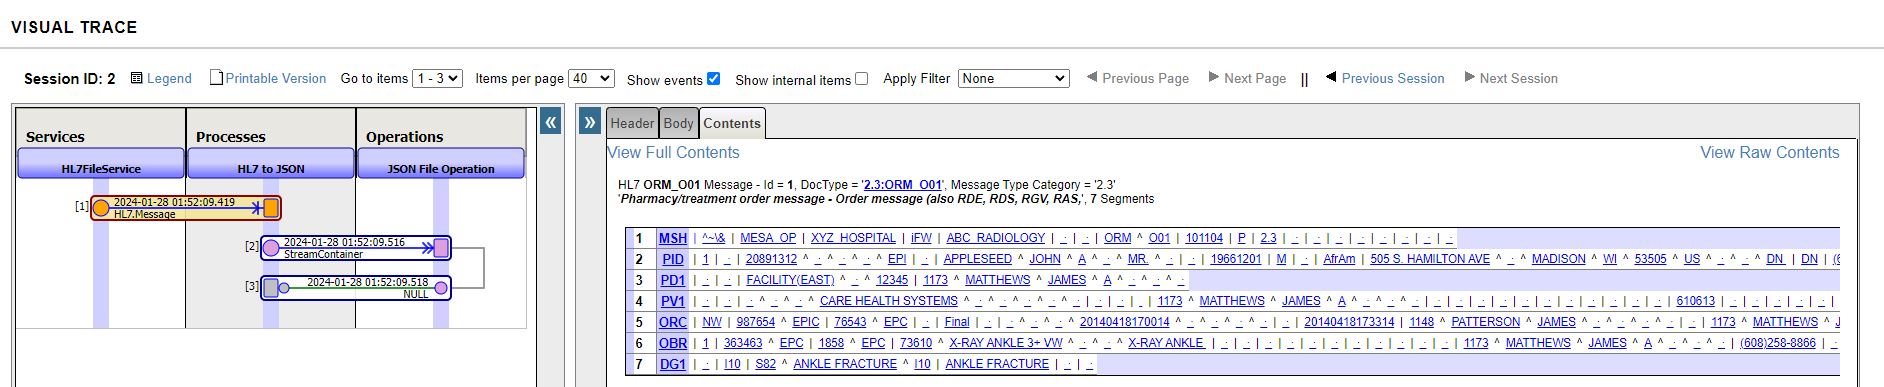 VISUAL TRACE
Session ID: 2 Legend Printable Version Go to items 1 - 3 Items per page 40 Show events Show internal items Apply Filter None Previous Page Next Page || Previous Session Next Session
Services Processes Operations
HL7FileService HL7 to JSON JSON File Operation
[1] 2024-01-28 01:52:09.419
HL7.Message
[2] 2024-01-28 01:52:09.516
StreamContainer
[3] 2024-01-28 01:52:09.518
NULL
«
»
Header Body Contents
View Full Contents View Raw Contents
HL7 ORM_O01 Message - Id = 1, DocType = '2.3:ORM_O01', Message Type Category = '2.3'
'Pharmacy/treatment order message - Order message (also RDE, RDS, RGV, RAS,', 7 Segments
1 MSH | ^~\& | MESA_OP | XYZ_HOSPITAL | iFW | ABC_RADIOLOGY | · | · | ORM ^ O01 | 101104 | P | 2.3 | · | · | · | · | · | · | · | · | ·
2 PID | 1 | · | 20891312 ^ · ^ · ^ · ^ EPI | · | APPLESEED ^ JOHN ^ A ^ · ^ MR. ^ · | · | 19661201 | M | · | AfrAm | 505 S. HAMILTON AVE ^ · ^ MADISON ^ WI ^ 53505 ^ US ^ · ^ · ^ DN | DN | (6
3 PD1 | · | · | · | FACILITY(EAST) ^ · ^ 12345 | 1173 ^ MATTHEWS ^ JAMES ^ A ^ · ^ · ^ ·
4 PV1 | · | · | · ^ · ^ · ^ CARE HEALTH SYSTEMS ^ · ^ · ^ · ^ · ^ · | · | · | · | 1173 ^ MATTHEWS ^ JAMES ^ A ^ · ^ · ^ · | · | · | · | · | · | · | · | · | · | · | · | 610613 | · | · | · | · | · | · |
5 ORC | NW | 987654 ^ EPIC | 76543 ^ EPC | · | Final | · | · ^ · ^ · ^ 20140418170014 ^ · ^ · ^ · ^ · | · | 20140418173314 | 1148 ^ PATTERSON ^ JAMES ^ · ^ · ^ · ^ · | · | 1173 ^ MATTHEWS ^ J
6 OBR | 1 | 363463 ^ EPC | 1858 ^ EPC | 73610 ^ X-RAY ANKLE 3+ VW ^ · ^ · ^ X-RAY ANKLE | · | · | · | · | · | · | · | · | · | · | · | 1173 ^ MATTHEWS ^ JAMES ^ A ^ · ^ · ^ · | (608)258-8866 | ·
7 DG1 | · | I10 | S82 ^ ANKLE FRACTURE ^ I10 | ANKLE FRACTURE | · | ·